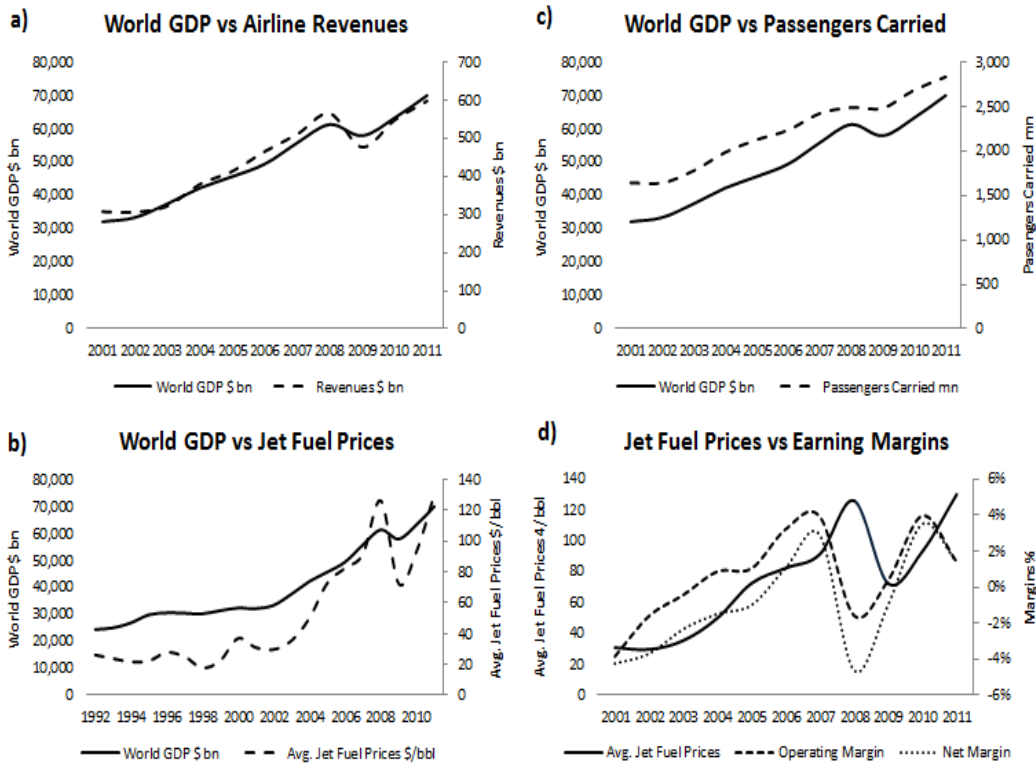 a)
World GDP vs Airline Revenues
World GDP $ bn
80,000
70,000
60,000
50,000
40,000
30,000
20,000
10,000
0
700
600
500
400
300
200
100
0
Revenues $ bn
2001 2002 2003 2004 2005 2006 2007 2008 2009 2010 2011
World GDP $ bn Revenues $ bn
c)
World GDP vs Passengers Carried
World GDP $ bn
80,000
70,000
60,000
50,000
40,000
30,000
20,000
10,000
0
3,000
2,500
2,000
1,500
1,000
500
0
Pasengers Carried mn
2001 2002 2003 2004 2005 2006 2007 2008 2009 2010 2011
World GDP $ bn Passengers Carried mn
b)
World GDP vs Jet Fuel Prices
World GDP $ bn
80,000
70,000
60,000
50,000
40,000
30,000
20,000
10,000
0
140
120
100
80
60
40
20
0
Avg. Jet Fuel Prices $/bbl
1992 1994 1996 1998 2000 2002 2004 2006 2008 2010
World GDP $ bn Avg. Jet Fuel Prices $/bbl
d)
Jet Fuel Prices vs Earning Margins
Avg. Jet Fuel Prices 4/bbl
140
120
100
80
60
40
20
0
6%
4%
2%
0%
-2%
-4%
-6%
Margins %
2001 2002 2003 2004 2005 2006 2007 2008 2009 2010 2011
Avg. Jet Fuel Prices Operating Margin Net Margin